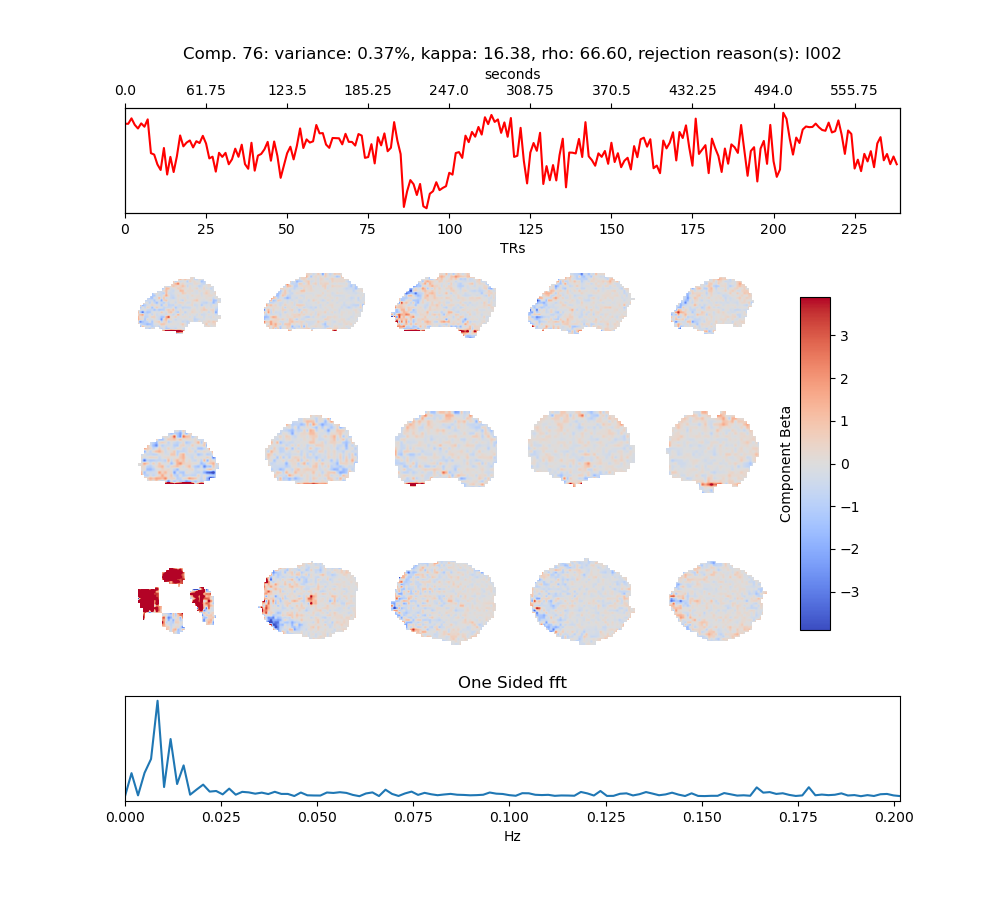 Comp. 76: variance: 0.37%, kappa: 16.38, rho: 66.60, rejection reason(s): I002
seconds
0.0 61.75 123.5 185.25 247.0 308.75 370.5 432.25 494.0 555.75
0 25 50 75 100 125 150 175 200 225
TRs
3
2
1
0
−1
−2
−3
Component Beta
One Sided fft
0.000 0.025 0.050 0.075 0.100 0.125 0.150 0.175 0.200
Hz